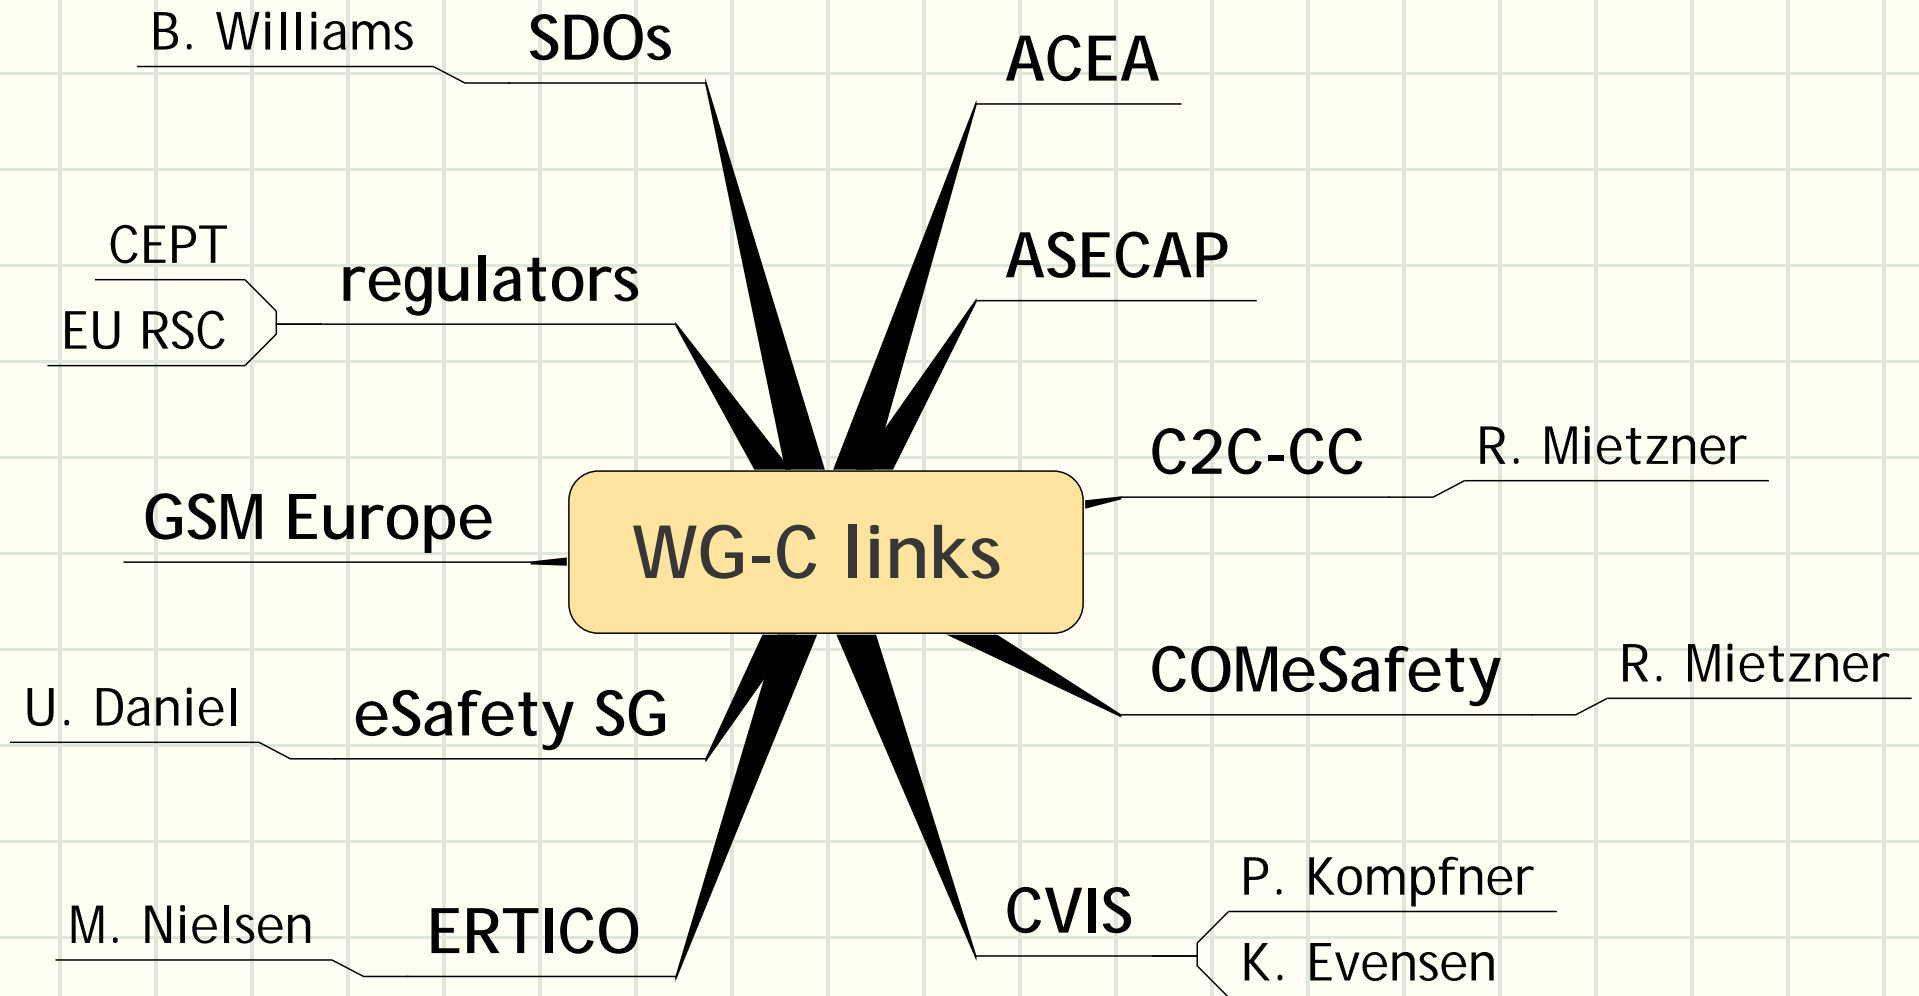 B. Williams
SDOs
ACEA
CEPT
EU RSC
regulators
ASECAP
GSM Europe
WG-C links
C2C-CC
R. Mietzner
COMeSafety
R. Mietzner
U. Daniel
eSafety SG
M. Nielsen
ERTICO
CVIS
P. Kompfner
K. Evensen